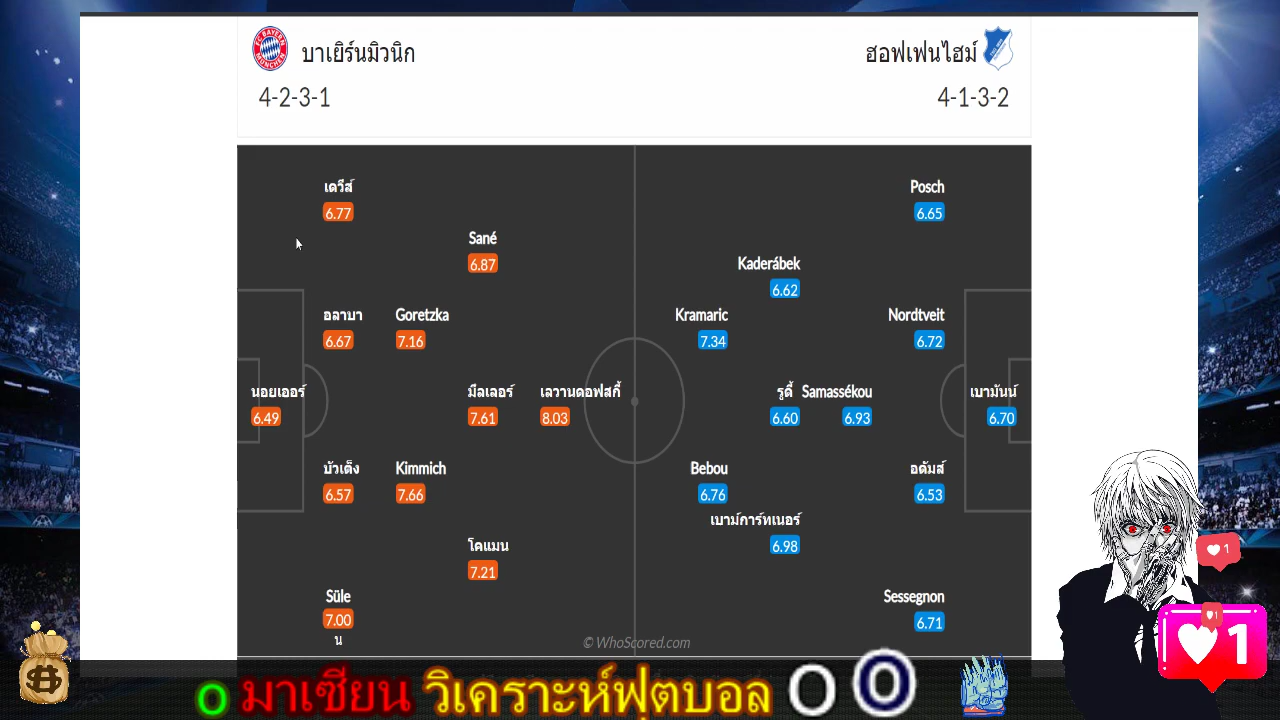 บาเยิร์นมิวนิก
ฮอฟเฟนไฮม์
4-2-3-1
4-1-3-2
เดวีส์
6.77
Posch
6.65
Sané
6.87
Kaderábek
6.62
อลาบา
6.67
Goretzka
7.16
Kramaric
7.34
Nordtveit
6.72
นอยเออร์
6.49
มึลเลอร์
7.61
เลวานดอฟสกี้
8.03
รูดี้
6.60
Samassékou
6.93
เบามันน์
6.70
บัวเต็ง
6.57
Kimmich
7.66
Bebou
6.76
อดัมส์
6.53
เบาม์การ์ทเนอร์
6.98
โคแมน
7.21
Süle
7.00
น
Sessegnon
6.71
© WhoScored.com
1
1
1
o มาเซียน วิเคราะห์ฟุตบอล O O